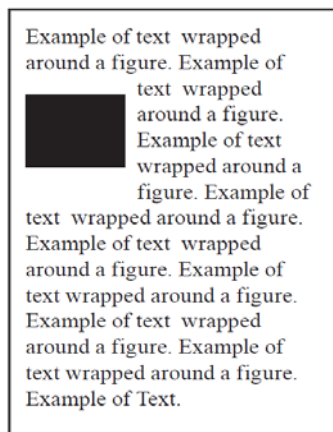 Example of text  wrapped
around a figure. Example of
text  wrapped
around a figure.
Example of text
wrapped around a
figure. Example of
text  wrapped around a figure.
Example of text  wrapped
around a figure. Example of
text wrapped around a figure.
Example of text  wrapped
around a figure. Example of
text wrapped around a figure.
Example of Text.